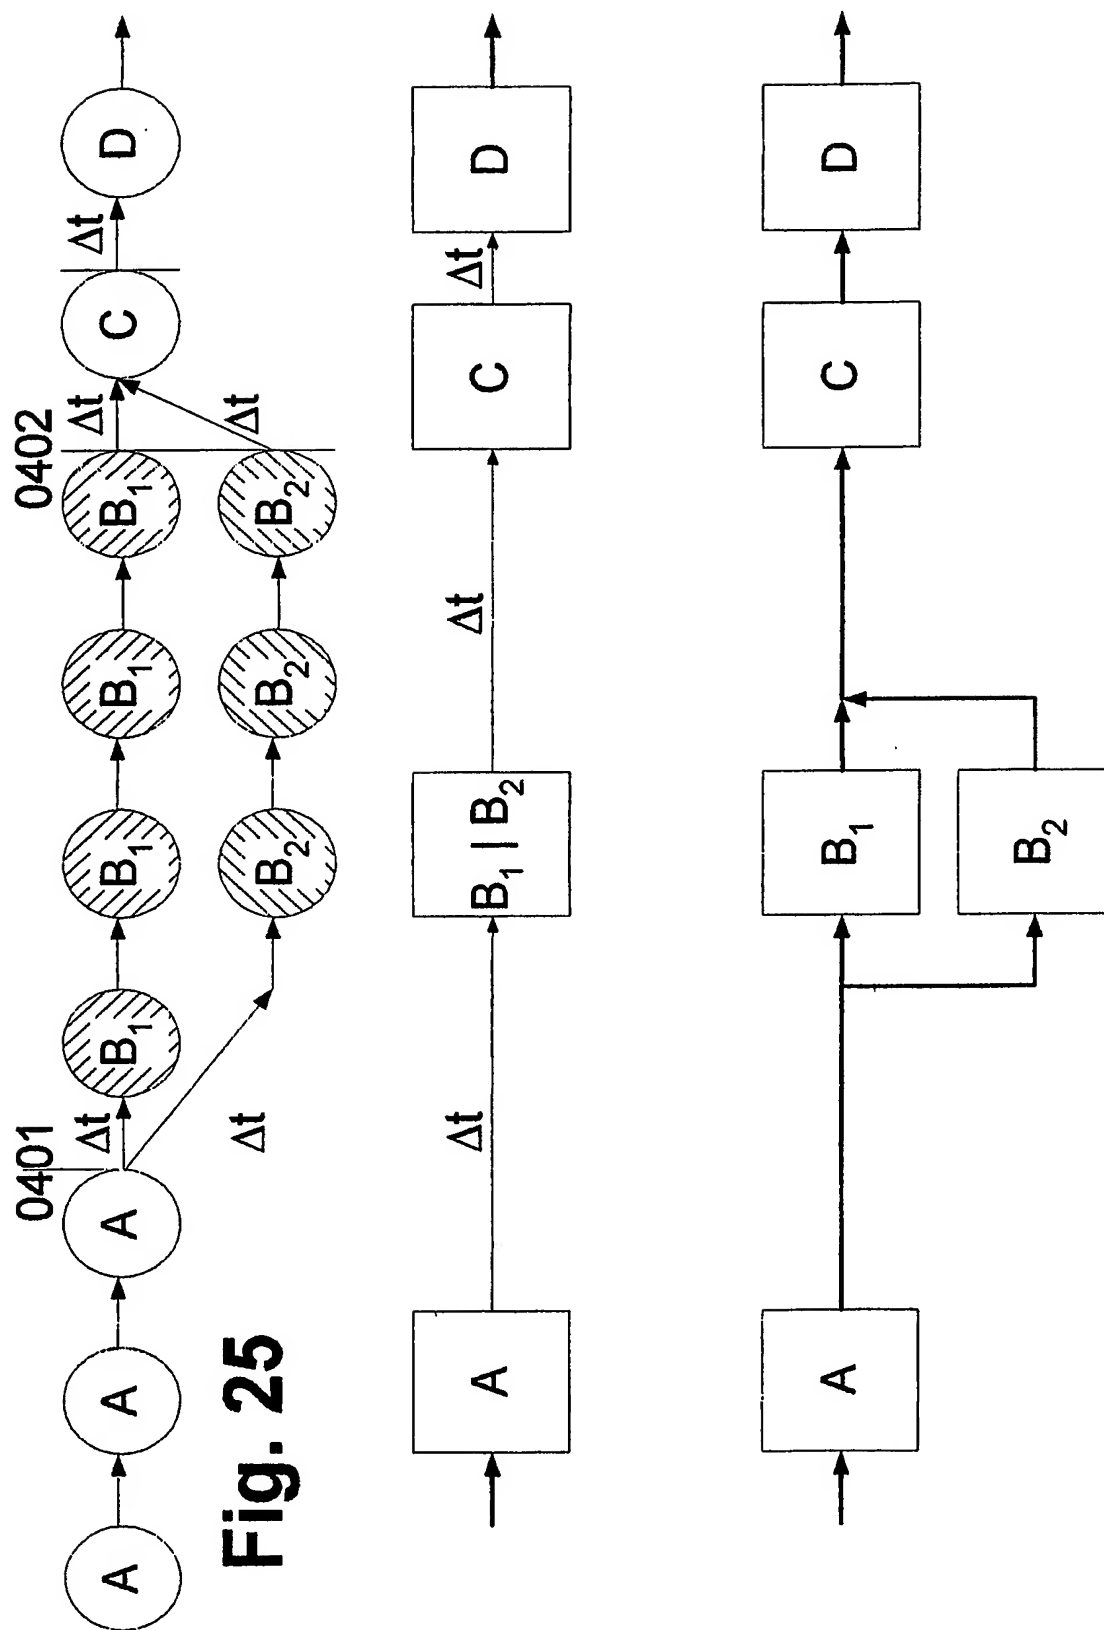 0401 0402
A A A Δt B₁ B₁ B₁ B₁ Δt C Δt D
Δt B₂ B₂ B₂ Δt
Fig. 25
A Δt B₁ | B₂ Δt C Δt D
A B₁ C D
B₂